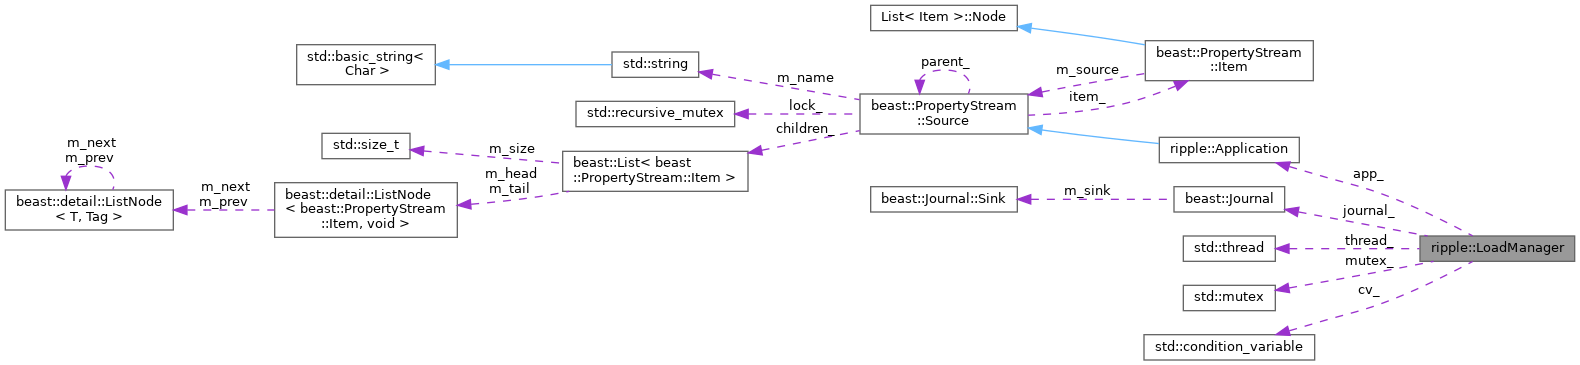 List< Item >::Node
std::basic_string<
Char >
std::string
beast::PropertyStream
::Item
parent_
m_source
item_
m_name
lock_
children_
std::recursive_mutex
beast::PropertyStream
::Source
std::size_t
m_size
beast::List< beast
::PropertyStream::Item >
ripple::Application
m_next
m_prev
m_head
m_tail
app_
beast::detail::ListNode
< T, Tag >
m_next
m_prev
beast::detail::ListNode
< beast::PropertyStream
::Item, void >
beast::Journal::Sink
m_sink
beast::Journal
journal_
std::thread
thread_
ripple::LoadManager
mutex_
std::mutex
cv_
std::condition_variable